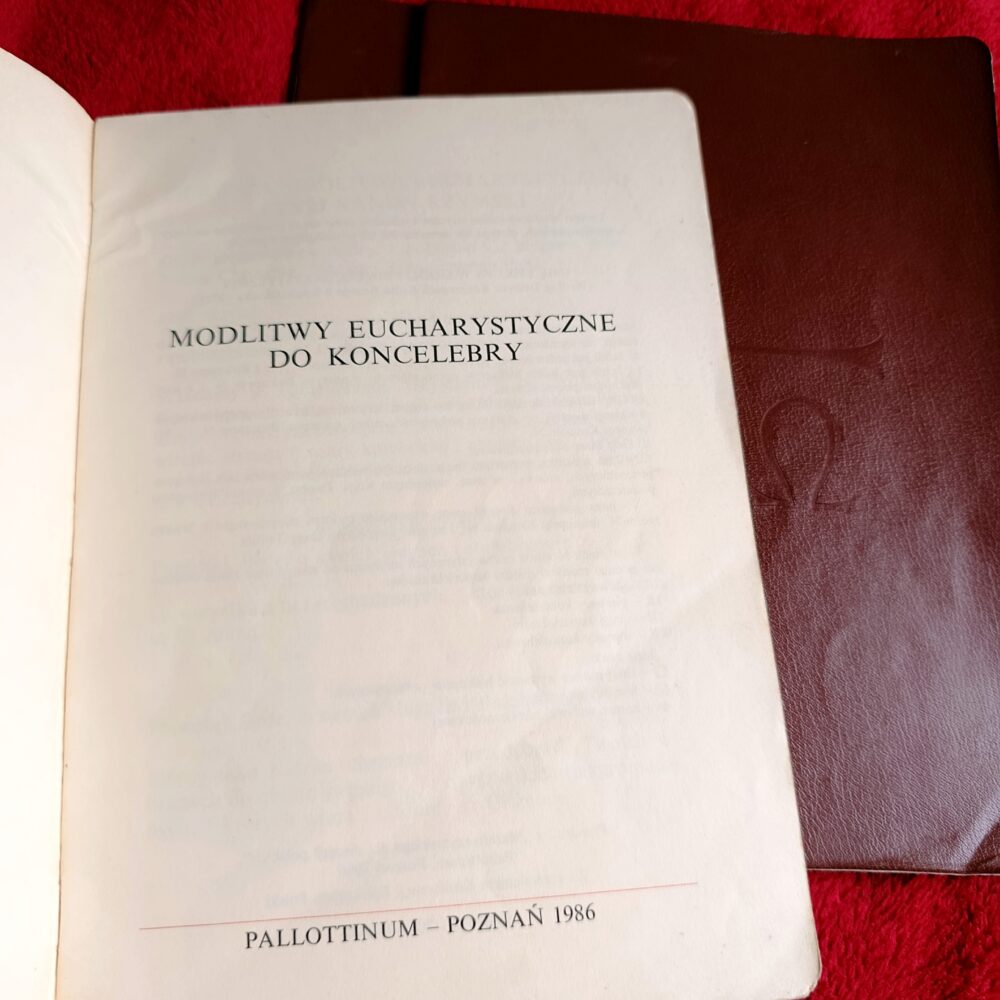 MODLITWY EUCHARYSTYCZNE
DO KONCELEBRY
PALLOTTINUM – POZNAŃ 1986
Ω